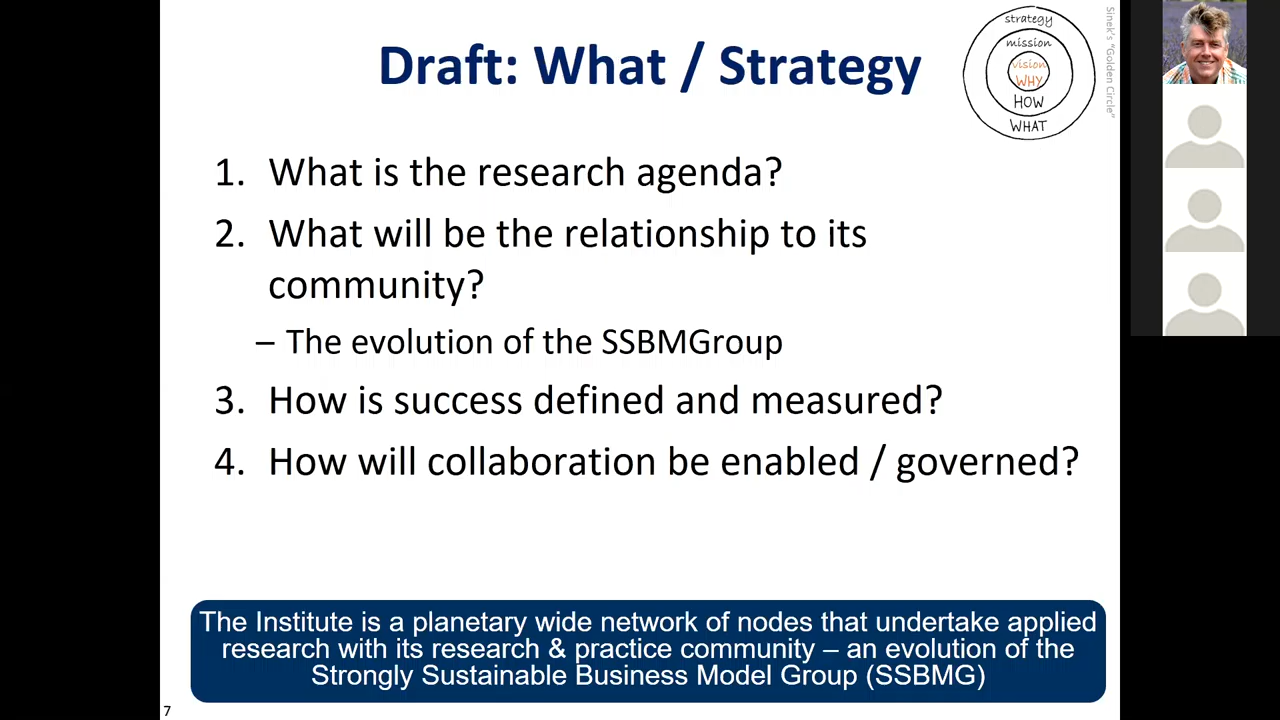 Draft: What / Strategy
strategy
mission
vision
WHY
HOW
WHAT
Sinek's "Golden Circle"
1. What is the research agenda?
2. What will be the relationship to its
community?
– The evolution of the SSBMGroup
3. How is success defined and measured?
4. How will collaboration be enabled / governed?
The Institute is a planetary wide network of nodes that undertake applied
research with its research & practice community – an evolution of the
Strongly Sustainable Business Model Group (SSBMG)
7